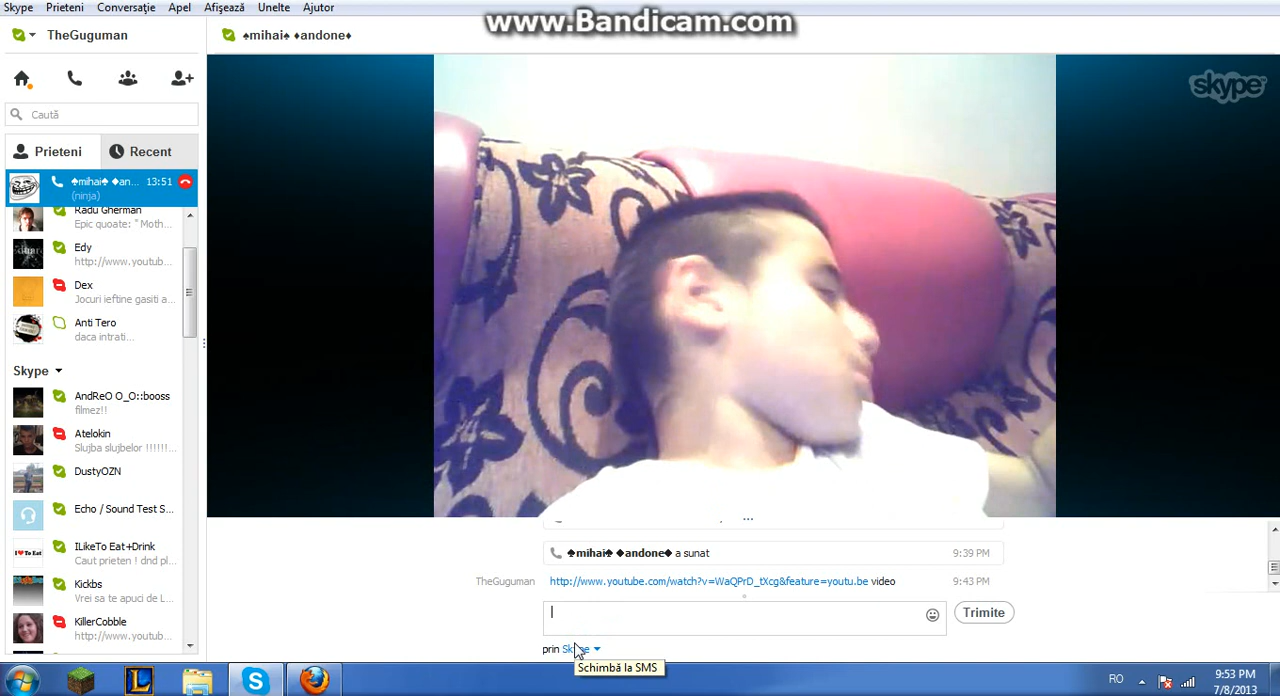 Skype Prieteni Conversație Apel Afișează Unelte Ajutor
www.Bandicam.com
TheGuguman
♠mihai♠ ♦andone♦
skype
Caută
Prieteni
Recent
♠mihai♠ ♦an... 13:51
(ninja)
Radu Gherman
Epic quoate: " Moth...
Edy
http://www.youtub...
Dex
Jocuri ieftine gasiti a...
Anti Tero
daca intrati...
Skype
AndReO O_O::booss
filmez!!
Atelokin
Slujba slujbelor !!!!!!...
DustyOZN
Echo / Sound Test S...
ILikeTo Eat+Drink
Caut prieten ! dnd pl...
Kickbs
Vrei sa te apuci de L...
KillerCobble
http://www.youtub...
♠mihai♠ ♦andone♦ a sunat 9:39 PM
TheGuguman http://www.youtube.com/watch?v=WaQPrD_tXcg&feature=youtu.be video 9:43 PM
Trimite
prin Skype
Schimbă la SMS
RO
9:53 PM
7/8/2013